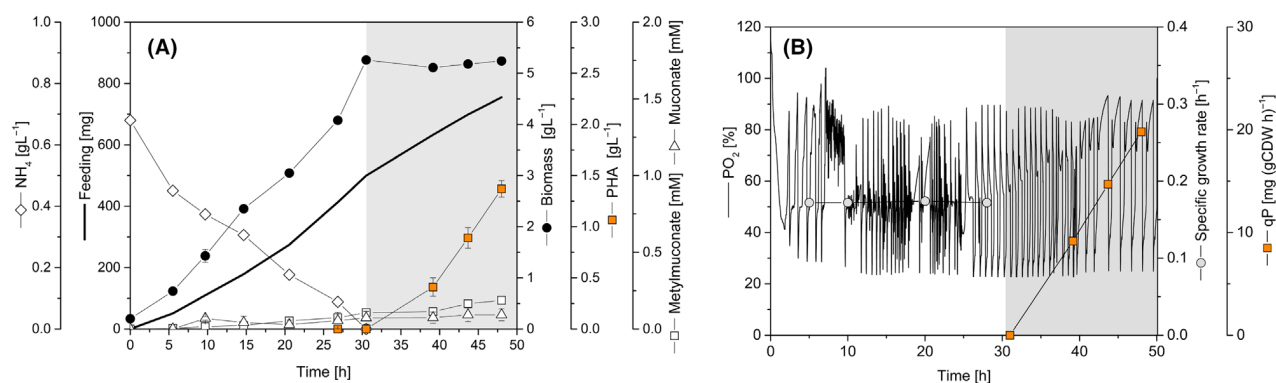 (A)
1.0 1000 6 3.0 2.0
0.8 800 5 2.5
0.6 600 4 2.0 1.5
0.4 400 3 1.5 1.0
0.2 200 2 1.0 0.5
0.0 0 1 0.5 0.0
0 0.0
NH4 [gL−1]
Feeding [mg]
Biomass [gL−1]
PHA [gL−1]
Metylmuconate [mM]
Muconate [mM]
0 5 10 15 20 25 30 35 40 45 50
Time [h]
(B)
120 0.4 30
100 0.3
80 20
60 0.2
40 10
20 0.1
0 0.0 0
PO2 [%]
Specific growth rate [h−1]
qP [mg (gCDW h)−1]
0 10 20 30 40 50
Time [h]